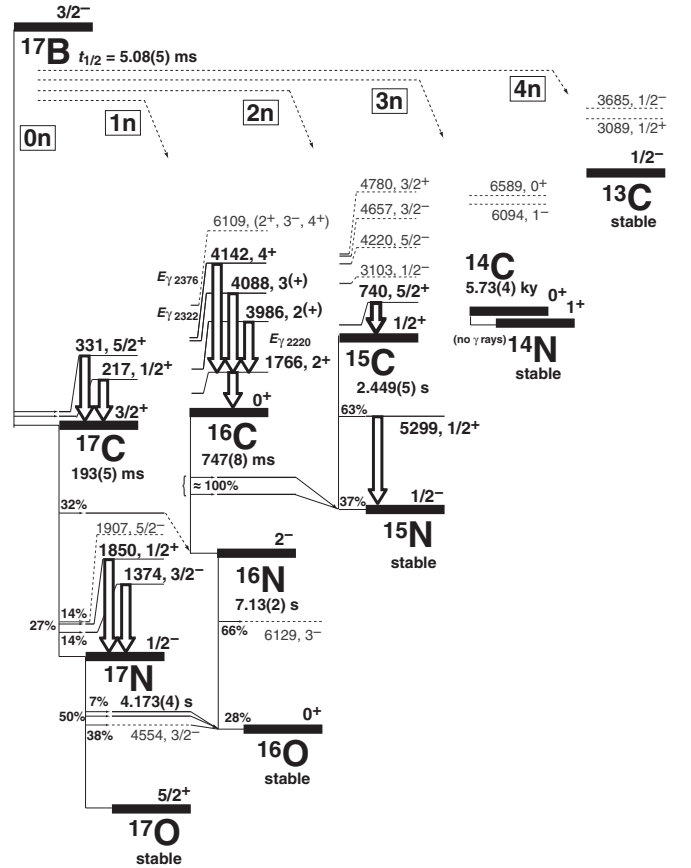 3/2⁻
¹⁷B t₁/₂ = 5.08(5) ms
0n
1n
2n
3n
4n
3685, 1/2⁻
3089, 1/2⁺
1/2⁻
¹³C
stable
6589, 0⁺
6094, 1⁻
¹⁴C
5.73(4) ky
0⁺
1⁺
(no γ rays)
¹⁴N
stable
4780, 3/2⁺
4657, 3/2⁻
4220, 5/2⁻
3103, 1/2⁻
740, 5/2⁺
1/2⁺
¹⁵C
2.449(5) s
63%
5299, 1/2⁺
37%
1/2⁻
¹⁵N
stable
6109, (2⁺, 3⁻, 4⁺)
4142, 4⁺
Eγ 2376
4088, 3⁽⁺⁾
Eγ 2322
3986, 2⁽⁺⁾
Eγ 2220
1766, 2⁺
0⁺
¹⁶C
747(8) ms
≈ 100%
2⁻
¹⁶N
7.13(2) s
66%
6129, 3⁻
28%
0⁺
¹⁶O
stable
331, 5/2⁺
217, 1/2⁺
3/2⁺
¹⁷C
193(5) ms
32%
1907, 5/2⁻
1850, 1/2⁺
1374, 3/2⁻
14%
27%
14%
1/2⁻
¹⁷N
4.173(4) s
7%
50%
38%
4554, 3/2⁻
5/2⁺
¹⁷O
stable